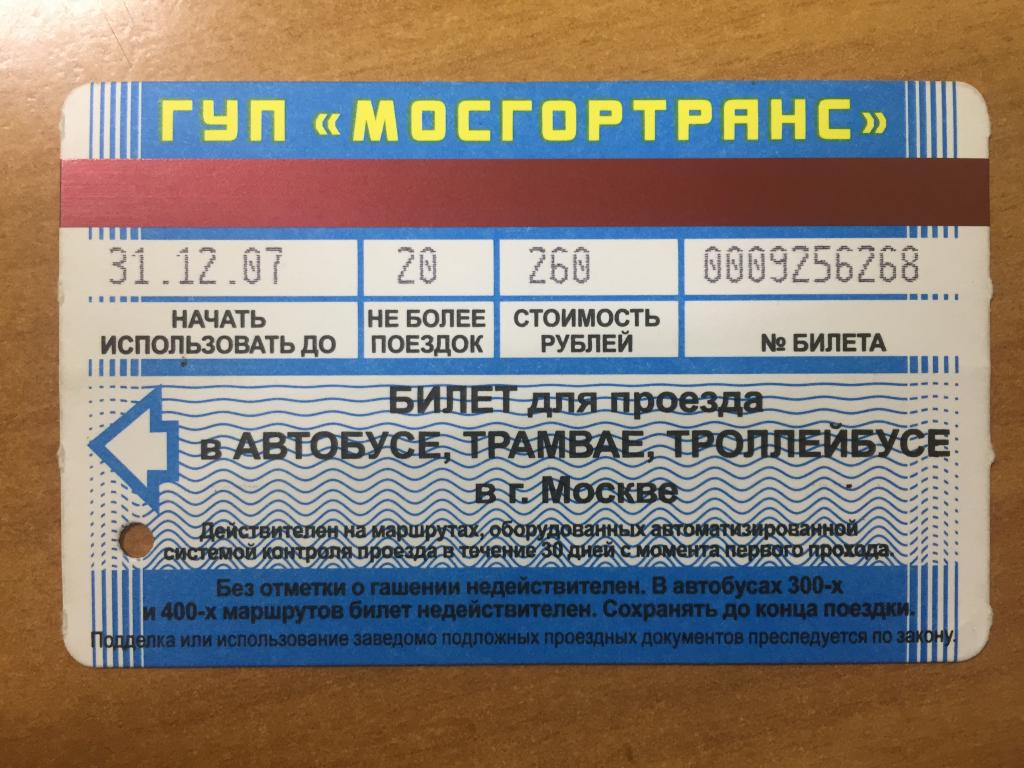 ГУП «МОСГОРТРАНС»
31.12.07 20 260 0009256268
НАЧАТЬ ИСПОЛЬЗОВАТЬ ДО
НЕ БОЛЕЕ ПОЕЗДОК
СТОИМОСТЬ РУБЛЕЙ
№ БИЛЕТА
БИЛЕТ для проезда
в АВТОБУСЕ, ТРАМВАЕ, ТРОЛЛЕЙБУСЕ
в г. Москве
Действителен на маршрутах, оборудованных автоматизированной
системой контроля проезда в течение 30 дней с момента первого прохода.
Без отметки о гашении недействителен. В автобусах 300-х
и 400-х маршрутов билет недействителен. Сохранять до конца поездки.
Подделка или использование заведомо подложных проездных документов преследуется по закону.